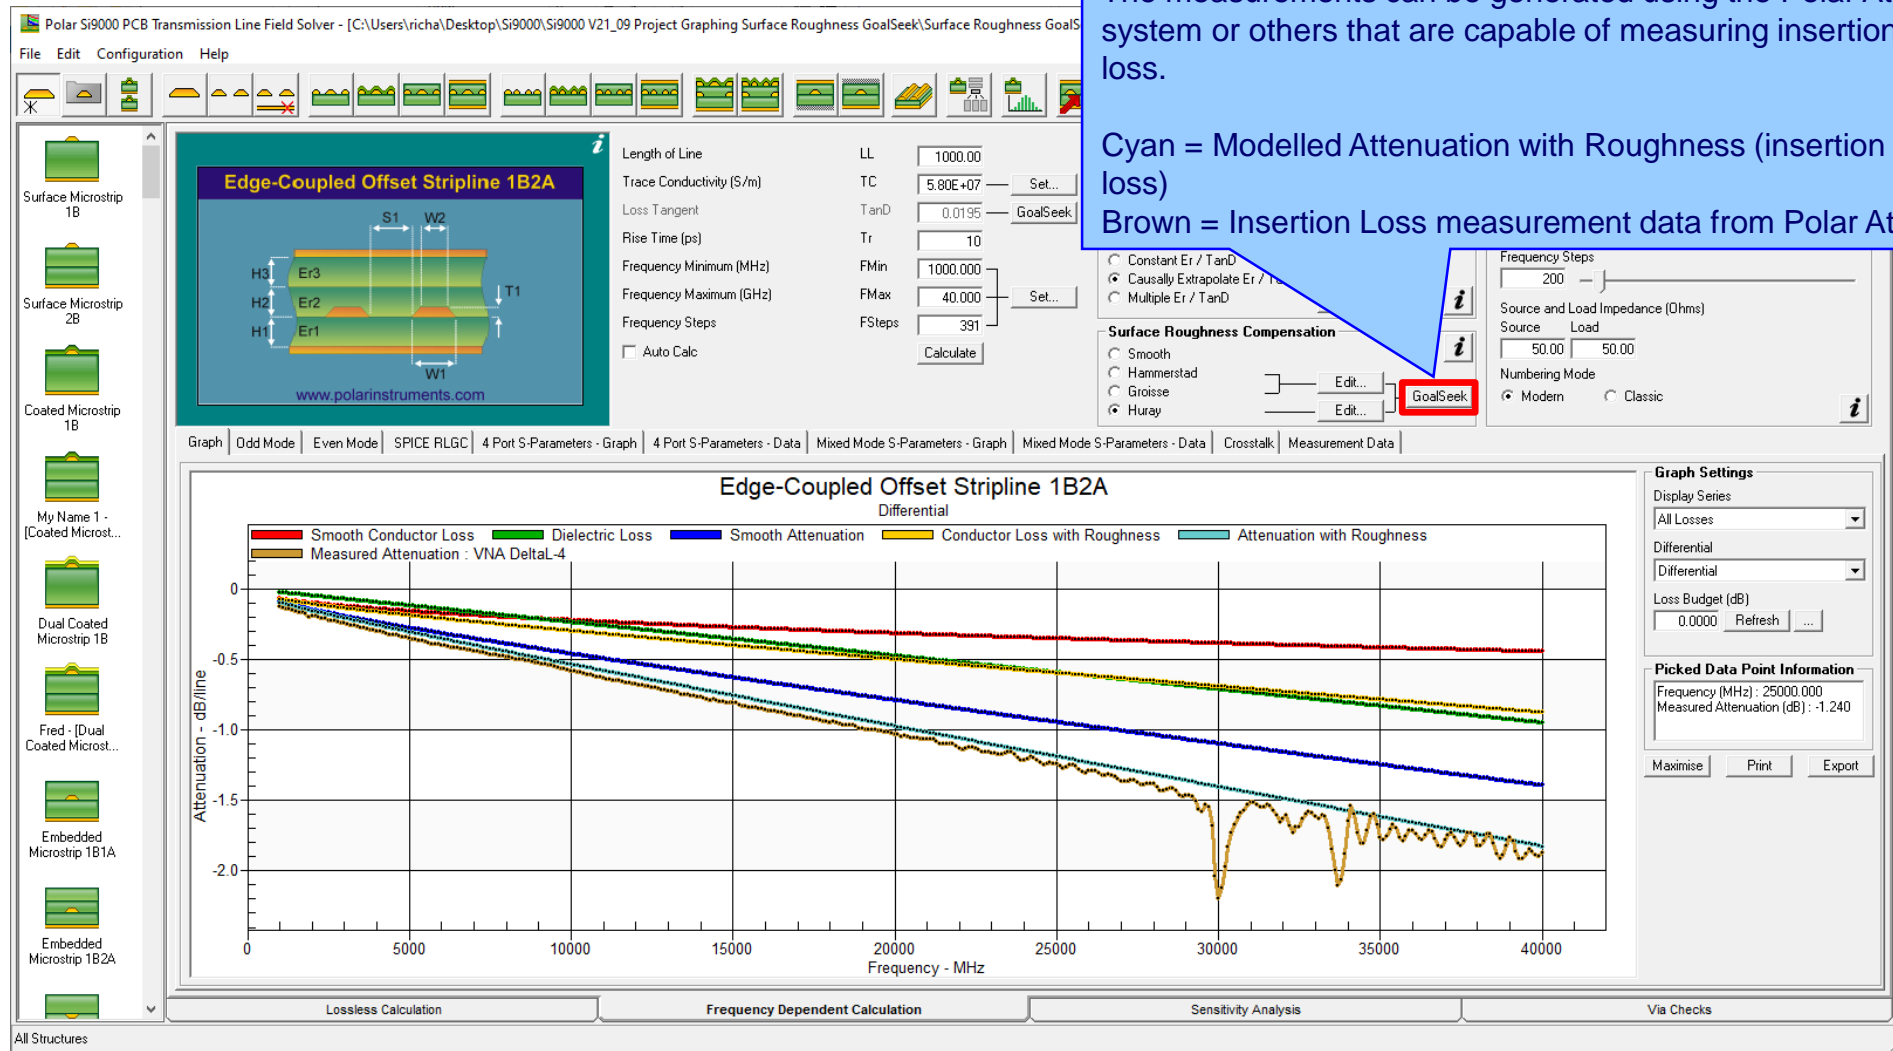 Polar Si9000 PCB Transmission Line Field Solver - [C:\Users\richa\Desktop\Si9000\Si9000 V21_09 Project Graphing Surface Roughness GoalSeek\Surface Roughness GoalS
File Edit Configuration Help
system or others that are capable of measuring insertion
loss.
Cyan = Modelled Attenuation with Roughness (insertion
loss)
Brown = Insertion Loss measurement data from Polar At
Surface Microstrip
1B
Surface Microstrip
2B
Coated Microstrip
1B
My Name 1 -
[Coated Microst...
Dual Coated
Microstrip 1B
Fred - [Dual
Coated Microst...
Embedded
Microstrip 1B1A
Embedded
Microstrip 1B2A
Edge-Coupled Offset Stripline 1B2A
S1 W2
H3 Er3
H2 Er2 T1
H1 Er1
W1
www.polarinstruments.com
Length of Line LL 1000.00
Trace Conductivity (S/m) TC 5.80E+07 Set...
Loss Tangent TanD 0.0195 GoalSeek
Rise Time (ps) Tr 10
Frequency Minimum (MHz) FMin 1000.000
Frequency Maximum (GHz) FMax 40.000 Set...
Frequency Steps FSteps 391
Auto Calc Calculate
Constant Er / TanD
Causally Extrapolate Er /
Multiple Er / TanD
Surface Roughness Compensation
Smooth
Hammerstad
Edit...
Groisse
GoalSeek
Huray Edit...
Frequency Steps
200
Source and Load Impedance (Ohms)
Source Load
50.00 50.00
Numbering Mode
Modern Classic
Graph Odd Mode Even Mode SPICE RLGC 4 Port S-Parameters - Graph 4 Port S-Parameters - Data Mixed Mode S-Parameters - Graph Mixed Mode S-Parameters - Data Crosstalk Measurement Data
Edge-Coupled Offset Stripline 1B2A
Differential
Smooth Conductor Loss Dielectric Loss Smooth Attenuation Conductor Loss with Roughness Attenuation with Roughness
Measured Attenuation : VNA DeltaL-4
0
-0.5
-1.0
-1.5
-2.0
Attenuation - dB/line
0 5000 10000 15000 20000 25000 30000 35000 40000
Frequency - MHz
Graph Settings
Display Series
All Losses
Differential
Differential
Loss Budget (dB)
0.0000 Refresh ...
Picked Data Point Information
Frequency (MHz) : 25000.000
Measured Attenuation (dB) : -1.240
Maximise Print Export
Lossless Calculation Frequency Dependent Calculation Sensitivity Analysis Via Checks
All Structures